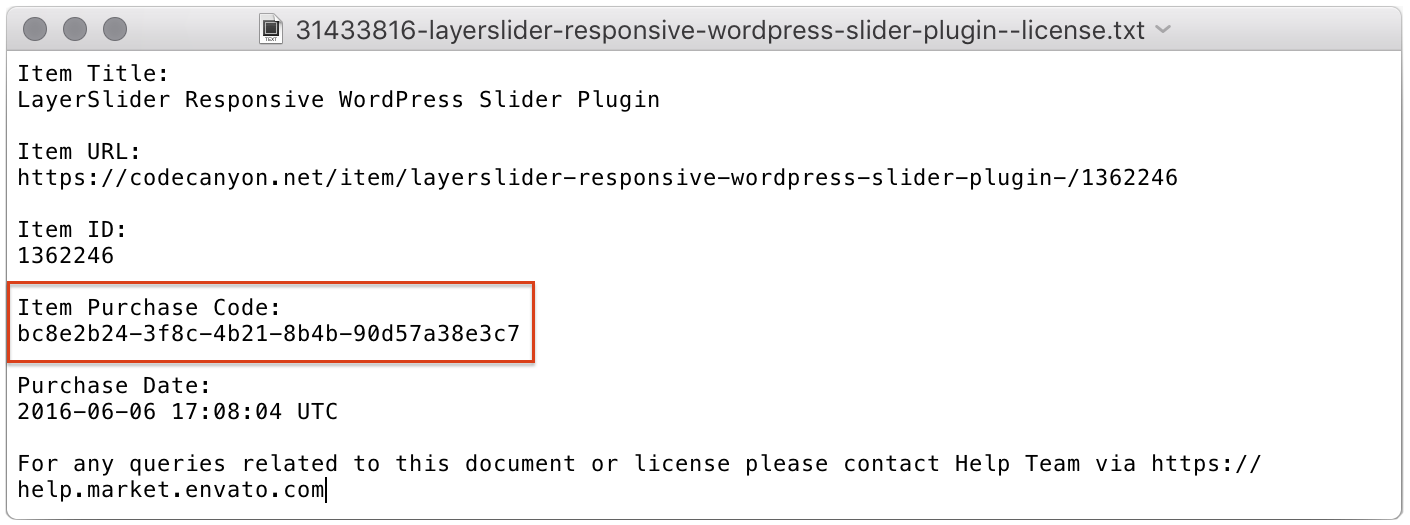 31433816-layerslider-responsive-wordpress-slider-plugin--license.txt
Item Title:
LayerSlider Responsive WordPress Slider Plugin
Item URL:
https://codecanyon.net/item/layerslider-responsive-wordpress-slider-plugin-/1362246
Item ID:
1362246
Item Purchase Code:
bc8e2b24-3f8c-4b21-8b4b-90d57a38e3c7
Purchase Date:
2016-06-06 17:08:04 UTC
For any queries related to this document or license please contact Help Team via https://
help.market.envato.com